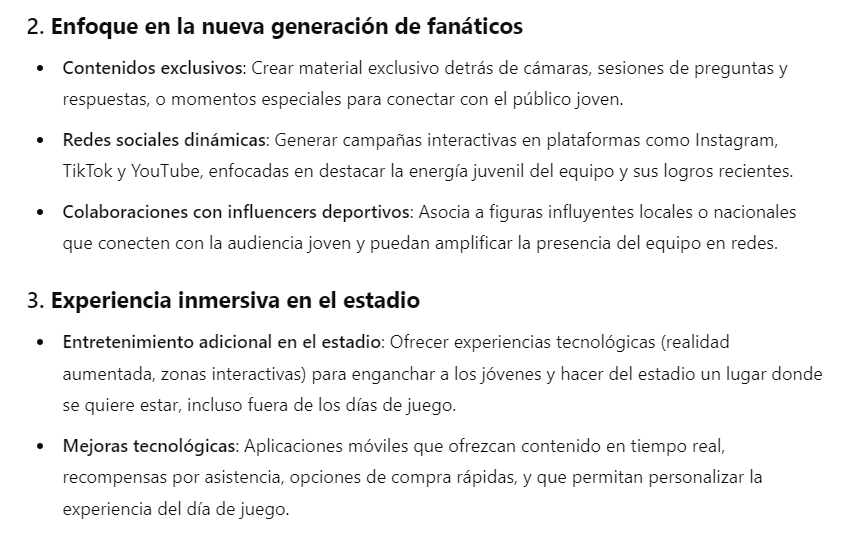 2. Enfoque en la nueva generación de fanáticos
• Contenidos exclusivos: Crear material exclusivo detrás de cámaras, sesiones de preguntas y
respuestas, o momentos especiales para conectar con el público joven.
• Redes sociales dinámicas: Generar campañas interactivas en plataformas como Instagram,
TikTok y YouTube, enfocadas en destacar la energía juvenil del equipo y sus logros recientes.
• Colaboraciones con influencers deportivos: Asocia a figuras influyentes locales o nacionales
que conecten con la audiencia joven y puedan amplificar la presencia del equipo en redes.
3. Experiencia inmersiva en el estadio
• Entretenimiento adicional en el estadio: Ofrecer experiencias tecnológicas (realidad
aumentada, zonas interactivas) para enganchar a los jóvenes y hacer del estadio un lugar donde
se quiere estar, incluso fuera de los días de juego.
• Mejoras tecnológicas: Aplicaciones móviles que ofrezcan contenido en tiempo real,
recompensas por asistencia, opciones de compra rápidas, y que permitan personalizar la
experiencia del día de juego.